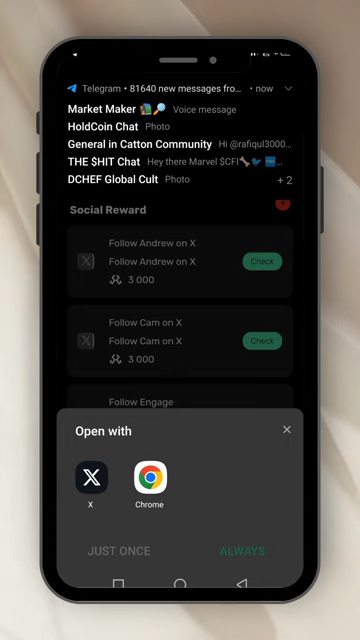 Telegram • 81640 new messages fro... • now
Market Maker Voice message
HoldCoin Chat Photo
General in Catton Community Hi @rafiqul3000...
THE $HIT Chat Hey there Marvel $CFI
DCHEF Global Cult Photo + 2
Social Reward
Follow Andrew on X
Follow Andrew on X
Check
3 000
Follow Cam on X
Follow Cam on X
Check
3 000
Follow Engage
Open with
X Chrome
JUST ONCE ALWAYS